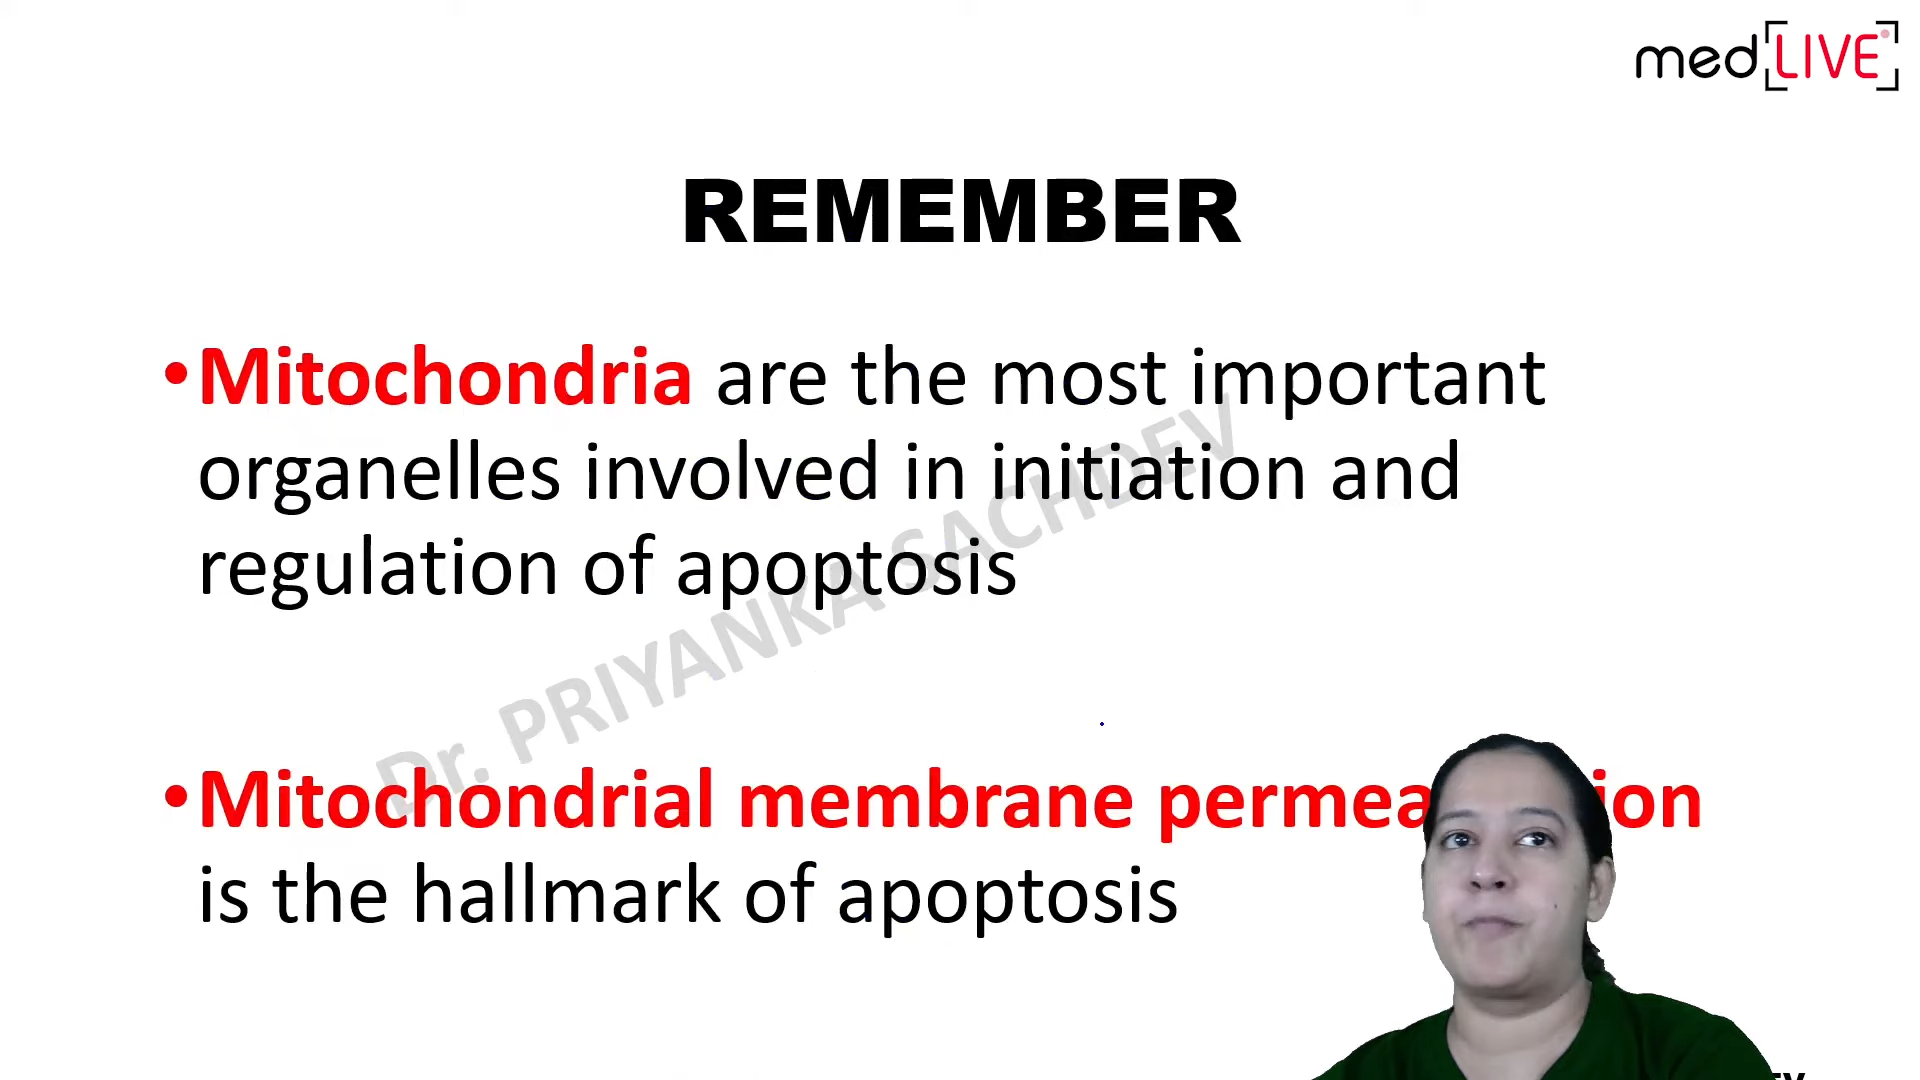 med LIVE
REMEMBER
•Mitochondria are the most important
organelles involved in initiation and
regulation of apoptosis
Dr. PRIYANKA SACHDEV
•Mitochondrial membrane
is the hallmark of apoptosis